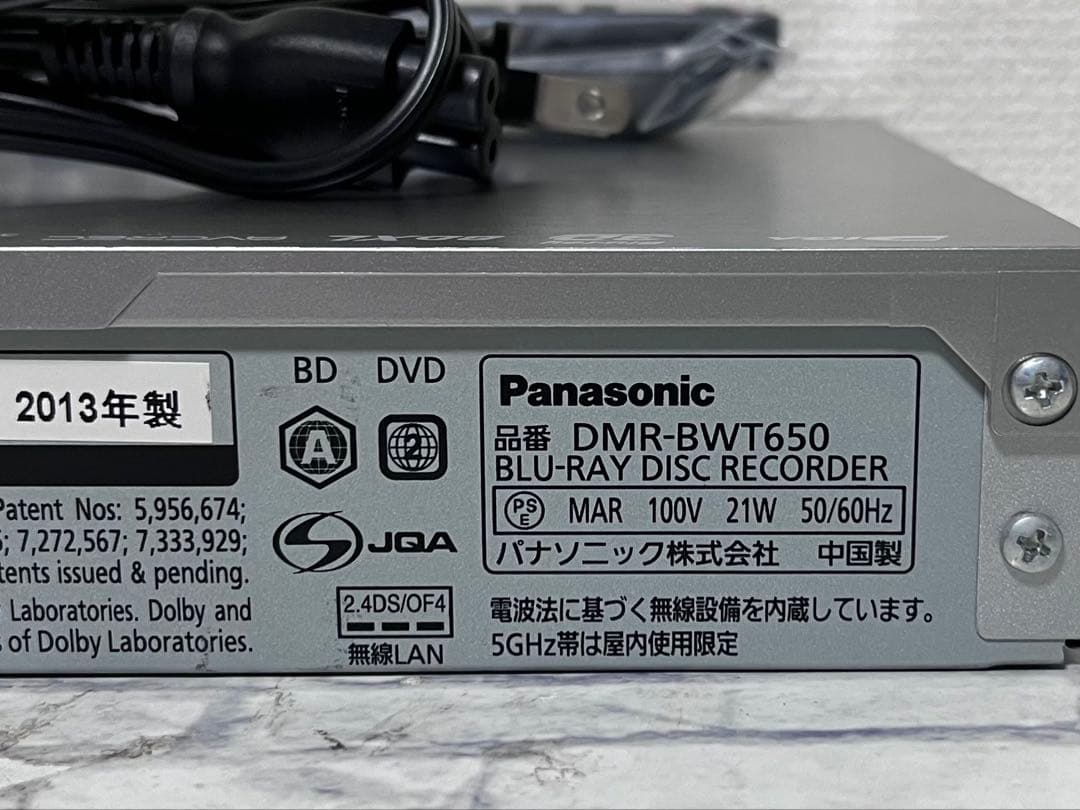 2013年製
Patent Nos: 5,956,674;
; 7,272,567; 7,333,929;
tents issued & pending.
Laboratories. Dolby and
s of Dolby Laboratories.
BD DVD
A 2
JQA
2.4DS/OF4
無線LAN
Panasonic
品番 DMR-BWT650
BLU-RAY DISC RECORDER
PS E MAR 100V 21W 50/60Hz
パナソニック株式会社 中国製
電波法に基づく無線設備を内蔵しています。
5GHz帯は屋内使用限定